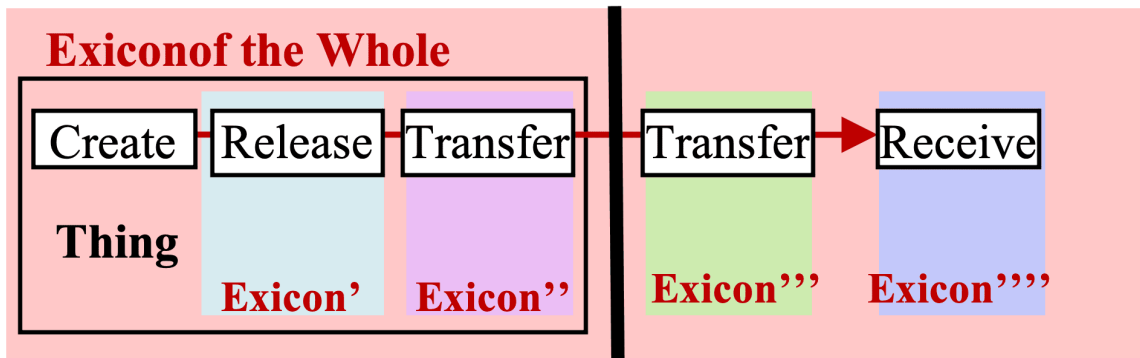 Exiconof the Whole
Create Release Transfer Transfer Receive
Thing
Exicon’ Exicon’’ Exicon’’’ Exicon’’’’